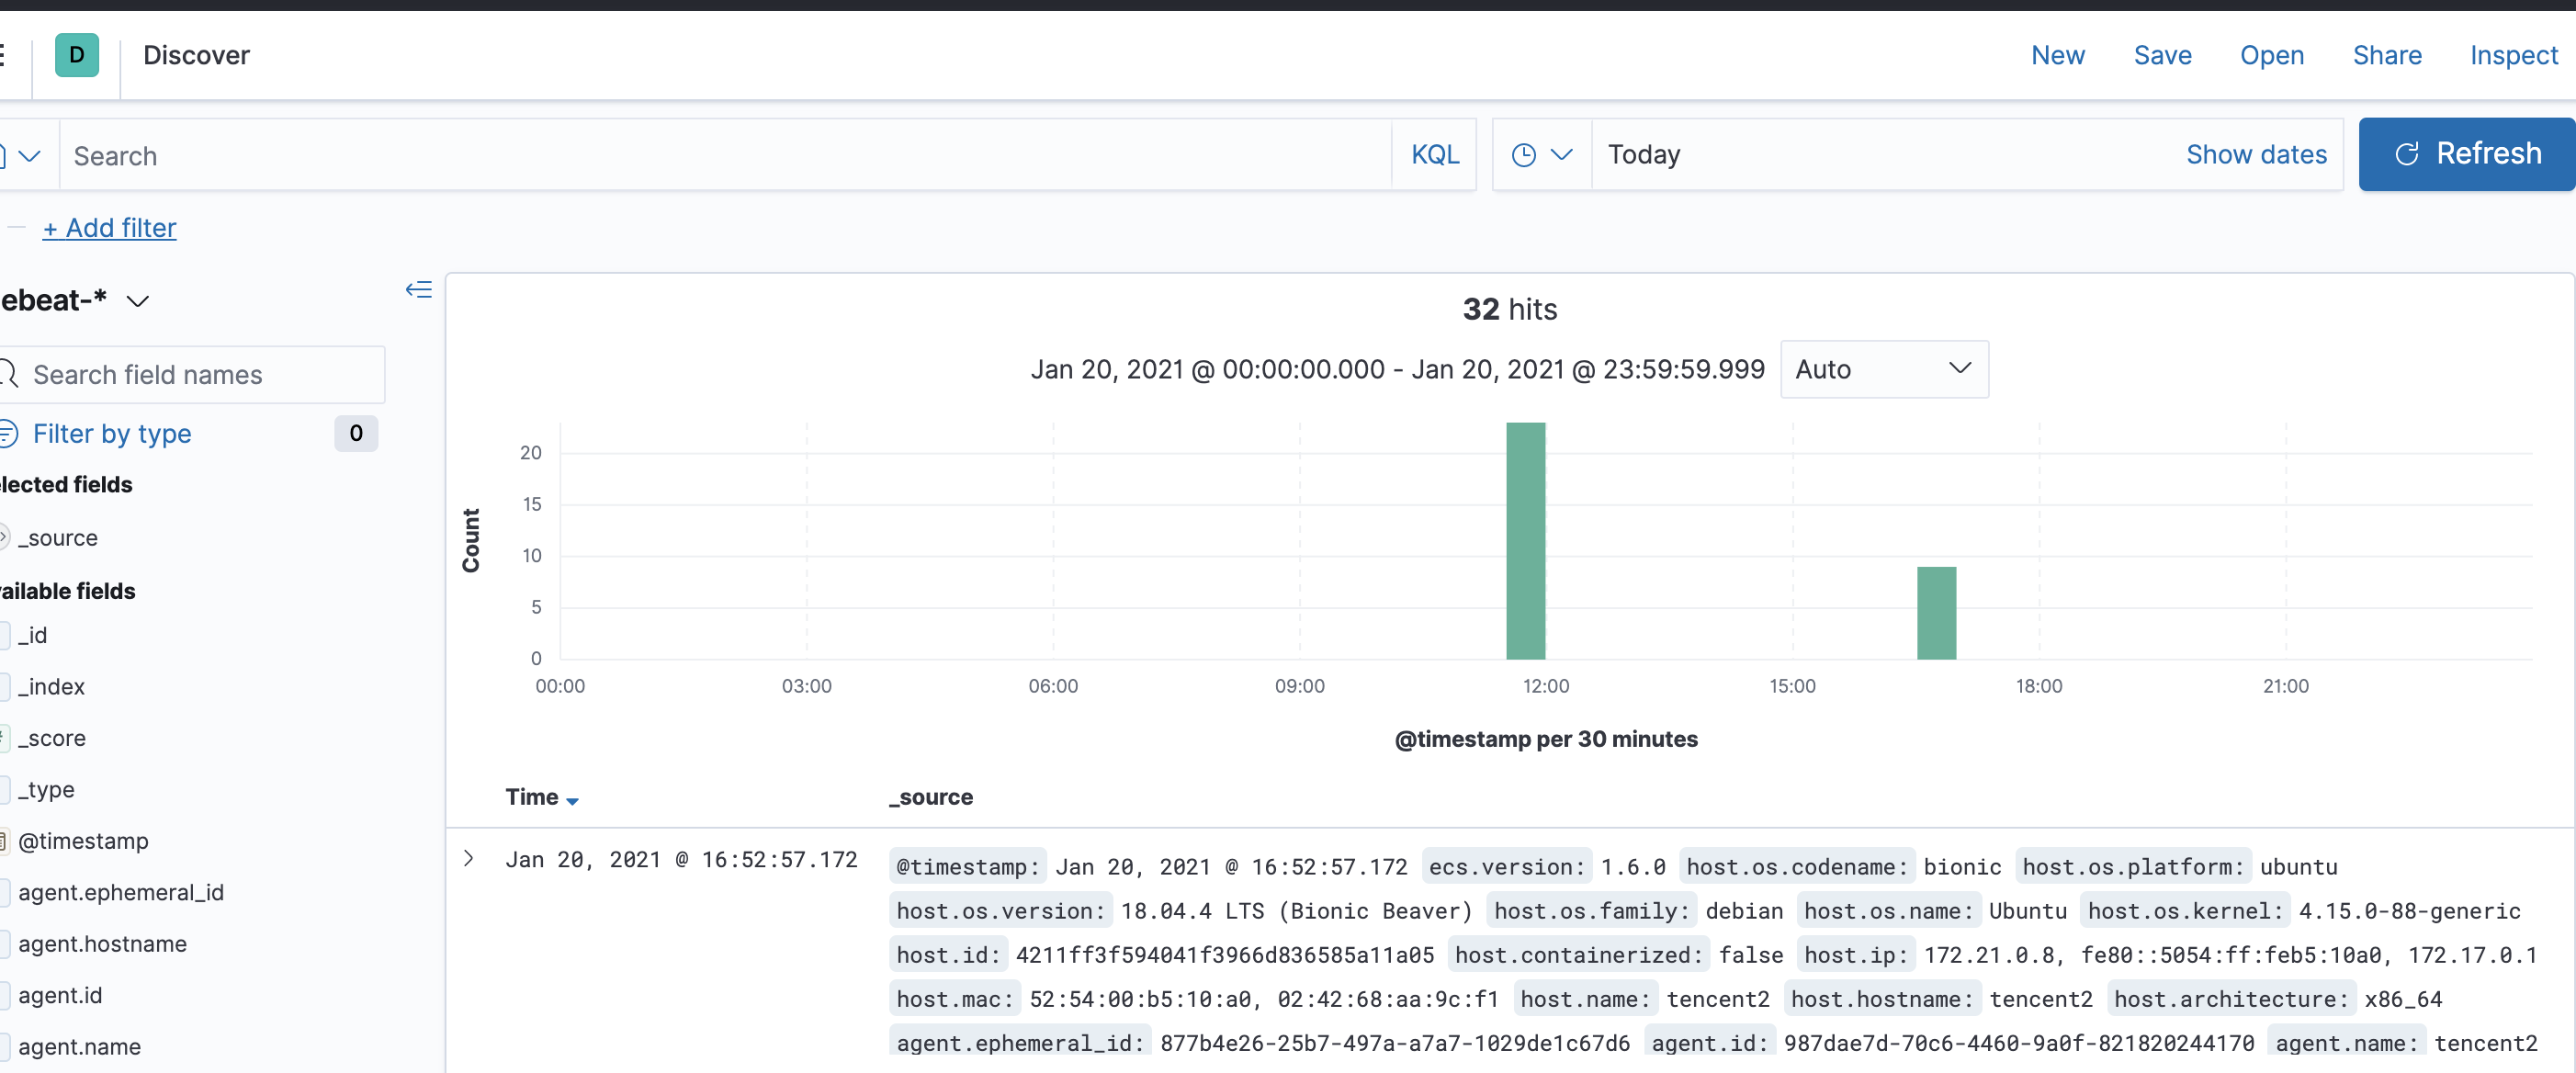 D Discover New Save Open Share Inspect
Search KQL Today Show dates Refresh
+ Add filter
ebeat-*
Search field names
Filter by type 0
elected fields
_source
ailable fields
_id
_index
_score
_type
@timestamp
agent.ephemeral_id
agent.hostname
agent.id
agent.name
32 hits
Jan 20, 2021 @ 00:00:00.000 - Jan 20, 2021 @ 23:59:59.999 Auto
Count
20
15
10
5
0
00:00 03:00 06:00 09:00 12:00 15:00 18:00 21:00
@timestamp per 30 minutes
Time _source
Jan 20, 2021 @ 16:52:57.172 @timestamp: Jan 20, 2021 @ 16:52:57.172 ecs.version: 1.6.0 host.os.codename: bionic host.os.platform: ubuntu
host.os.version: 18.04.4 LTS (Bionic Beaver) host.os.family: debian host.os.name: Ubuntu host.os.kernel: 4.15.0-88-generic
host.id: 4211ff3f594041f3966d836585a11a05 host.containerized: false host.ip: 172.21.0.8, fe80::5054:ff:feb5:10a0, 172.17.0.1
host.mac: 52:54:00:b5:10:a0, 02:42:68:aa:9c:f1 host.name: tencent2 host.hostname: tencent2 host.architecture: x86_64
agent.ephemeral_id: 877b4e26-25b7-497a-a7a7-1029de1c67d6 agent.id: 987dae7d-70c6-4460-9a0f-821820244170 agent.name: tencent2